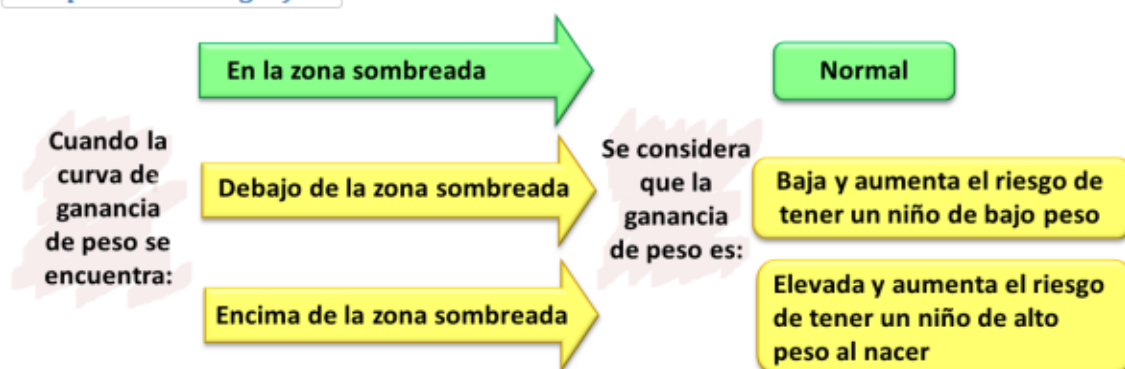 En la zona sombreada
Normal
Cuando la
curva de
ganancia
de peso se
encuentra:
Debajo de la zona sombreada
Se considera
que la
ganancia
de peso es:
Baja y aumenta el riesgo de
tener un niño de bajo peso
Encima de la zona sombreada
Elevada y aumenta el riesgo
de tener un niño de alto
peso al nacer